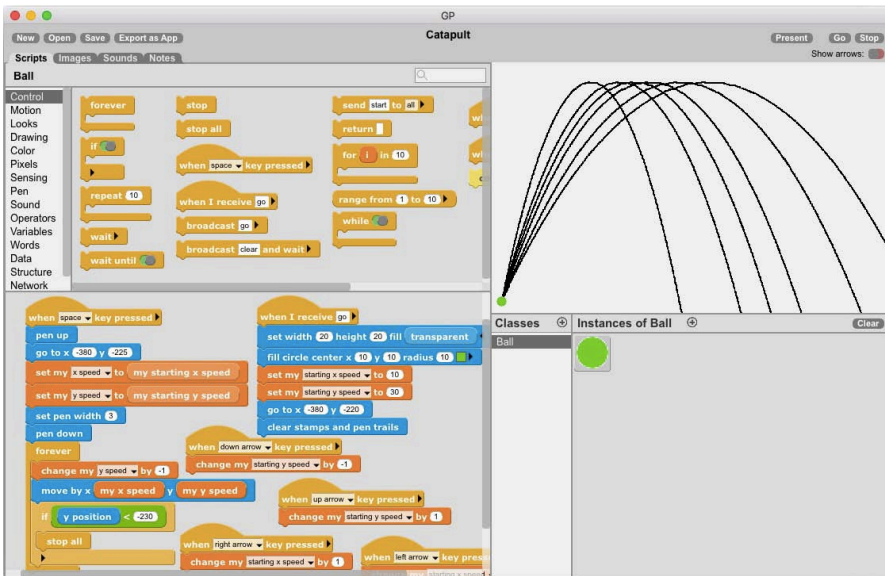 GP
New Open Save Export as App
Catapult
Present Go Stop
Show arrows:
Scripts Images Sounds Notes
Ball
Control
Motion
Looks
Drawing
Color
Pixels
Sensing
Pen
Sound
Operators
Variables
Words
Data
Structure
Network
forever
if
repeat 10
wait
wait until
stop
stop all
when space key pressed
when I receive go
broadcast go
broadcast clear and wait
send start to all
return
for i in 10
range from 1 to 10
while
when space key pressed
pen up
go to x -380 y -225
set my x speed to my starting x speed
set my y speed to my starting y speed
set pen width 3
pen down
forever
change my y speed by -1
move by x my x speed y my y speed
if y position < -230
stop all
when I receive go
set width 20 height 20 fill transparent
fill circle center x 10 y 10 radius 10
set my starting x speed to 10
set my starting y speed to 30
go to x -380 y -220
clear stamps and pen trails
when down arrow key pressed
change my starting y speed by -1
when up arrow key pressed
change my starting y speed by 1
when right arrow key pressed
change my starting x speed by 1
when left arrow key pres
Classes
Ball
Instances of Ball
Clear